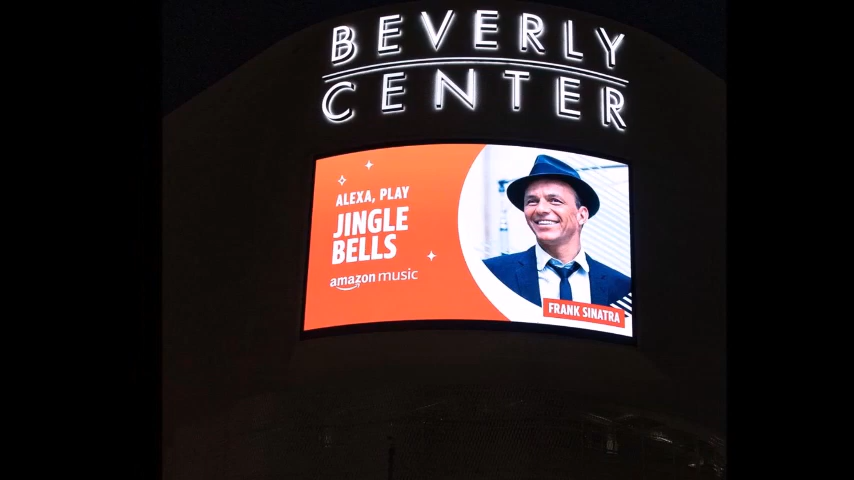 BEVERLY
CENTER
ALEXA, PLAY
JINGLE
BELLS
amazon music
FRANK SINATRA